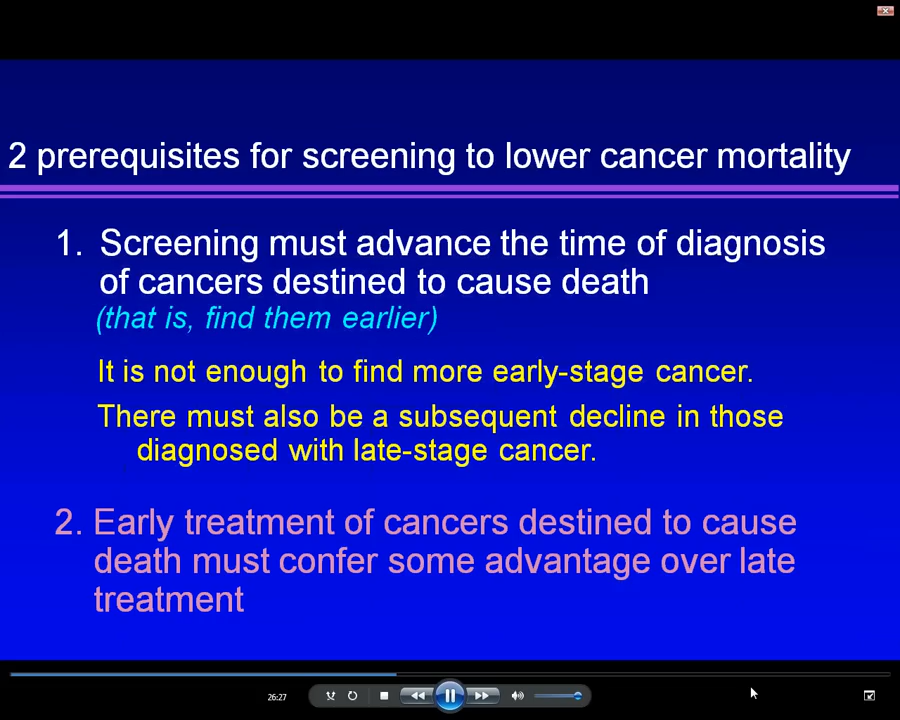 2 prerequisites for screening to lower cancer mortality
1. Screening must advance the time of diagnosis
of cancers destined to cause death
(that is, find them earlier)
It is not enough to find more early-stage cancer.
There must also be a subsequent decline in those
diagnosed with late-stage cancer.
2. Early treatment of cancers destined to cause
death must confer some advantage over late
treatment
26:27